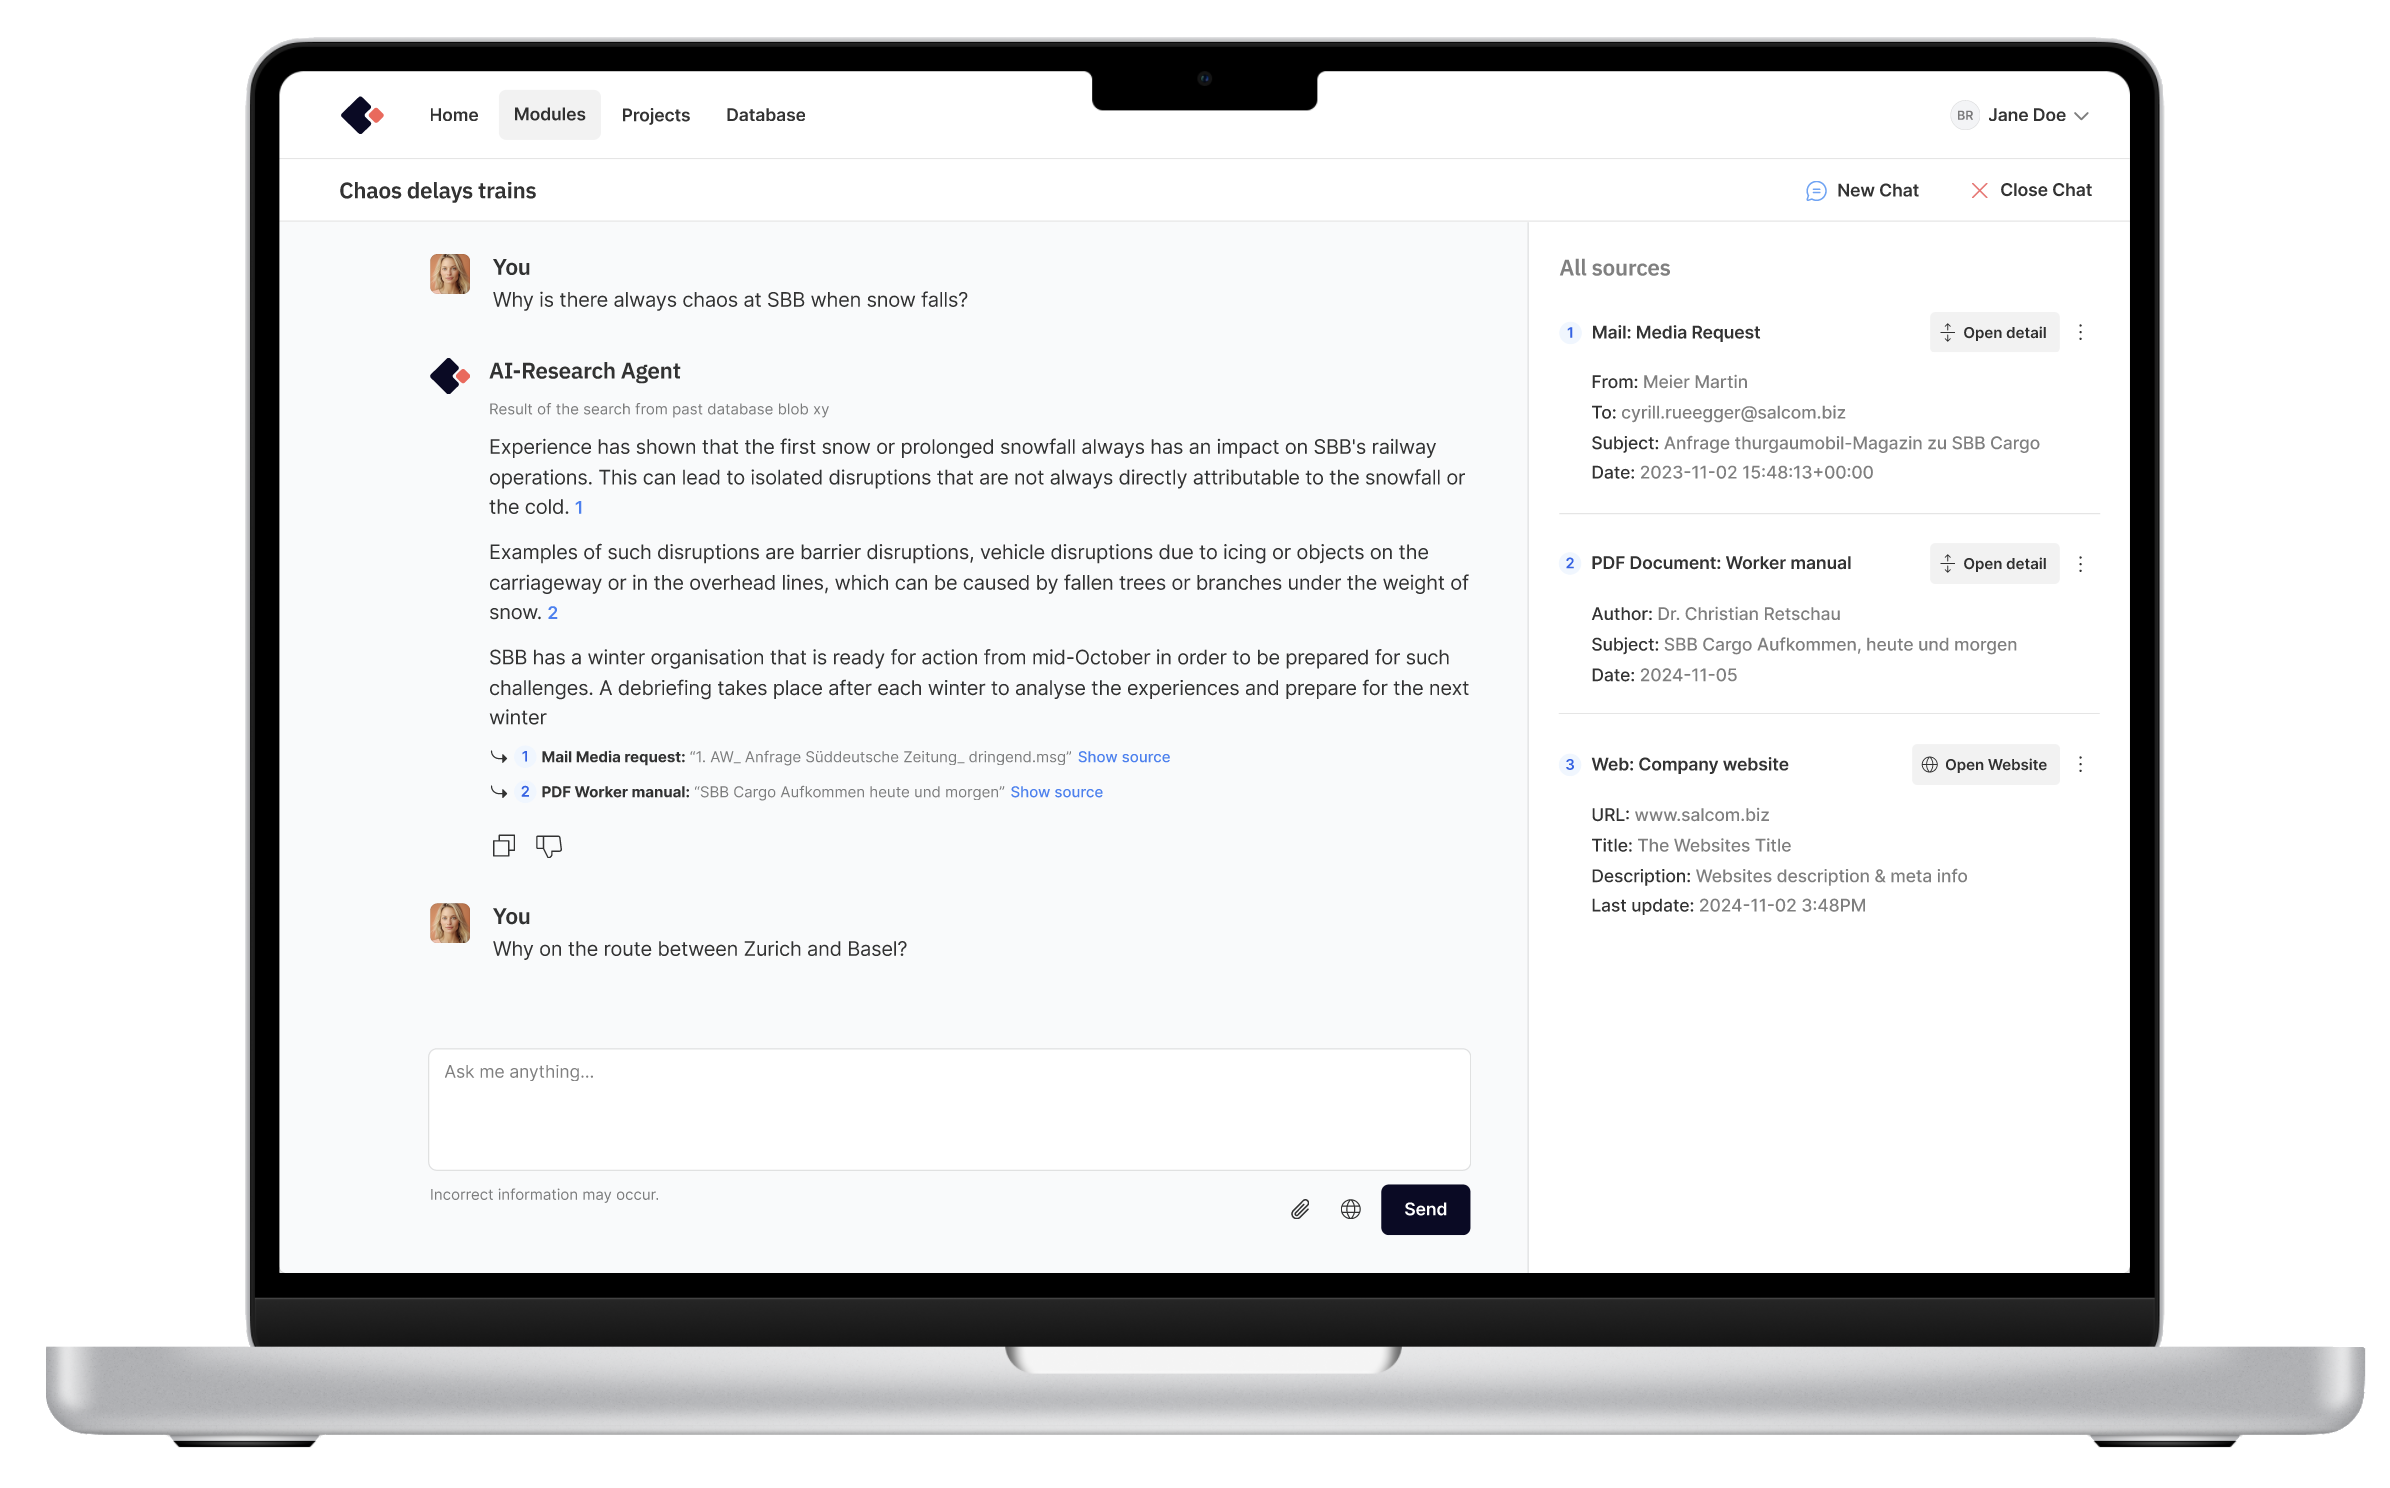 Home Modules Projects Database
BR Jane Doe
Chaos delays trains
New Chat Close Chat
You
Why is there always chaos at SBB when snow falls?
AI-Research Agent
Result of the search from past database blob xy
Experience has shown that the first snow or prolonged snowfall always has an impact on SBB's railway
operations. This can lead to isolated disruptions that are not always directly attributable to the snowfall or
the cold. 1
Examples of such disruptions are barrier disruptions, vehicle disruptions due to icing or objects on the
carriageway or in the overhead lines, which can be caused by fallen trees or branches under the weight of
snow. 2
SBB has a winter organisation that is ready for action from mid-October in order to be prepared for such
challenges. A debriefing takes place after each winter to analyse the experiences and prepare for the next
winter
1 Mail Media request: “1. AW_ Anfrage Süddeutsche Zeitung_ dringend.msg” Show source
2 PDF Worker manual: “SBB Cargo Aufkommen heute und morgen” Show source
You
Why on the route between Zurich and Basel?
Ask me anything...
Incorrect information may occur.
Send
All sources
1 Mail: Media Request Open detail
From: Meier Martin
To: cyrill.rueegger@salcom.biz
Subject: Anfrage thurgaumobil-Magazin zu SBB Cargo
Date: 2023-11-02 15:48:13+00:00
2 PDF Document: Worker manual Open detail
Author: Dr. Christian Retschau
Subject: SBB Cargo Aufkommen, heute und morgen
Date: 2024-11-05
3 Web: Company website Open Website
URL: www.salcom.biz
Title: The Websites Title
Description: Websites description & meta info
Last update: 2024-11-02 3:48PM